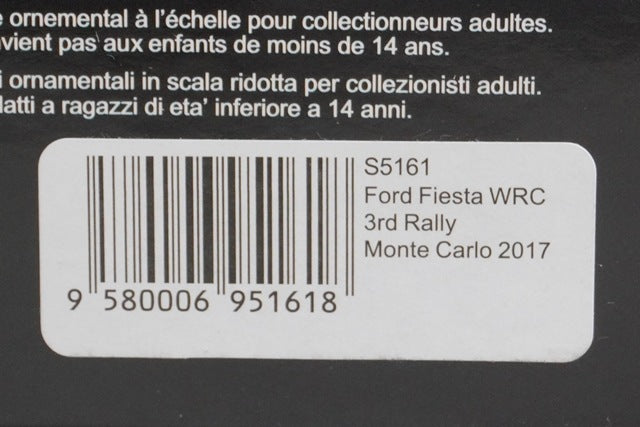 ornemental à l'échelle pour collectionneurs adultes.
pas aux enfants de moins de 14 ans.
ornamentali in scala ridotta per collezionisti adulti.
a ragazzi di eta' inferiore a 14 anni.
S5161
Ford Fiesta WRC
3rd Rally
Monte Carlo 2017
9 580006 951618